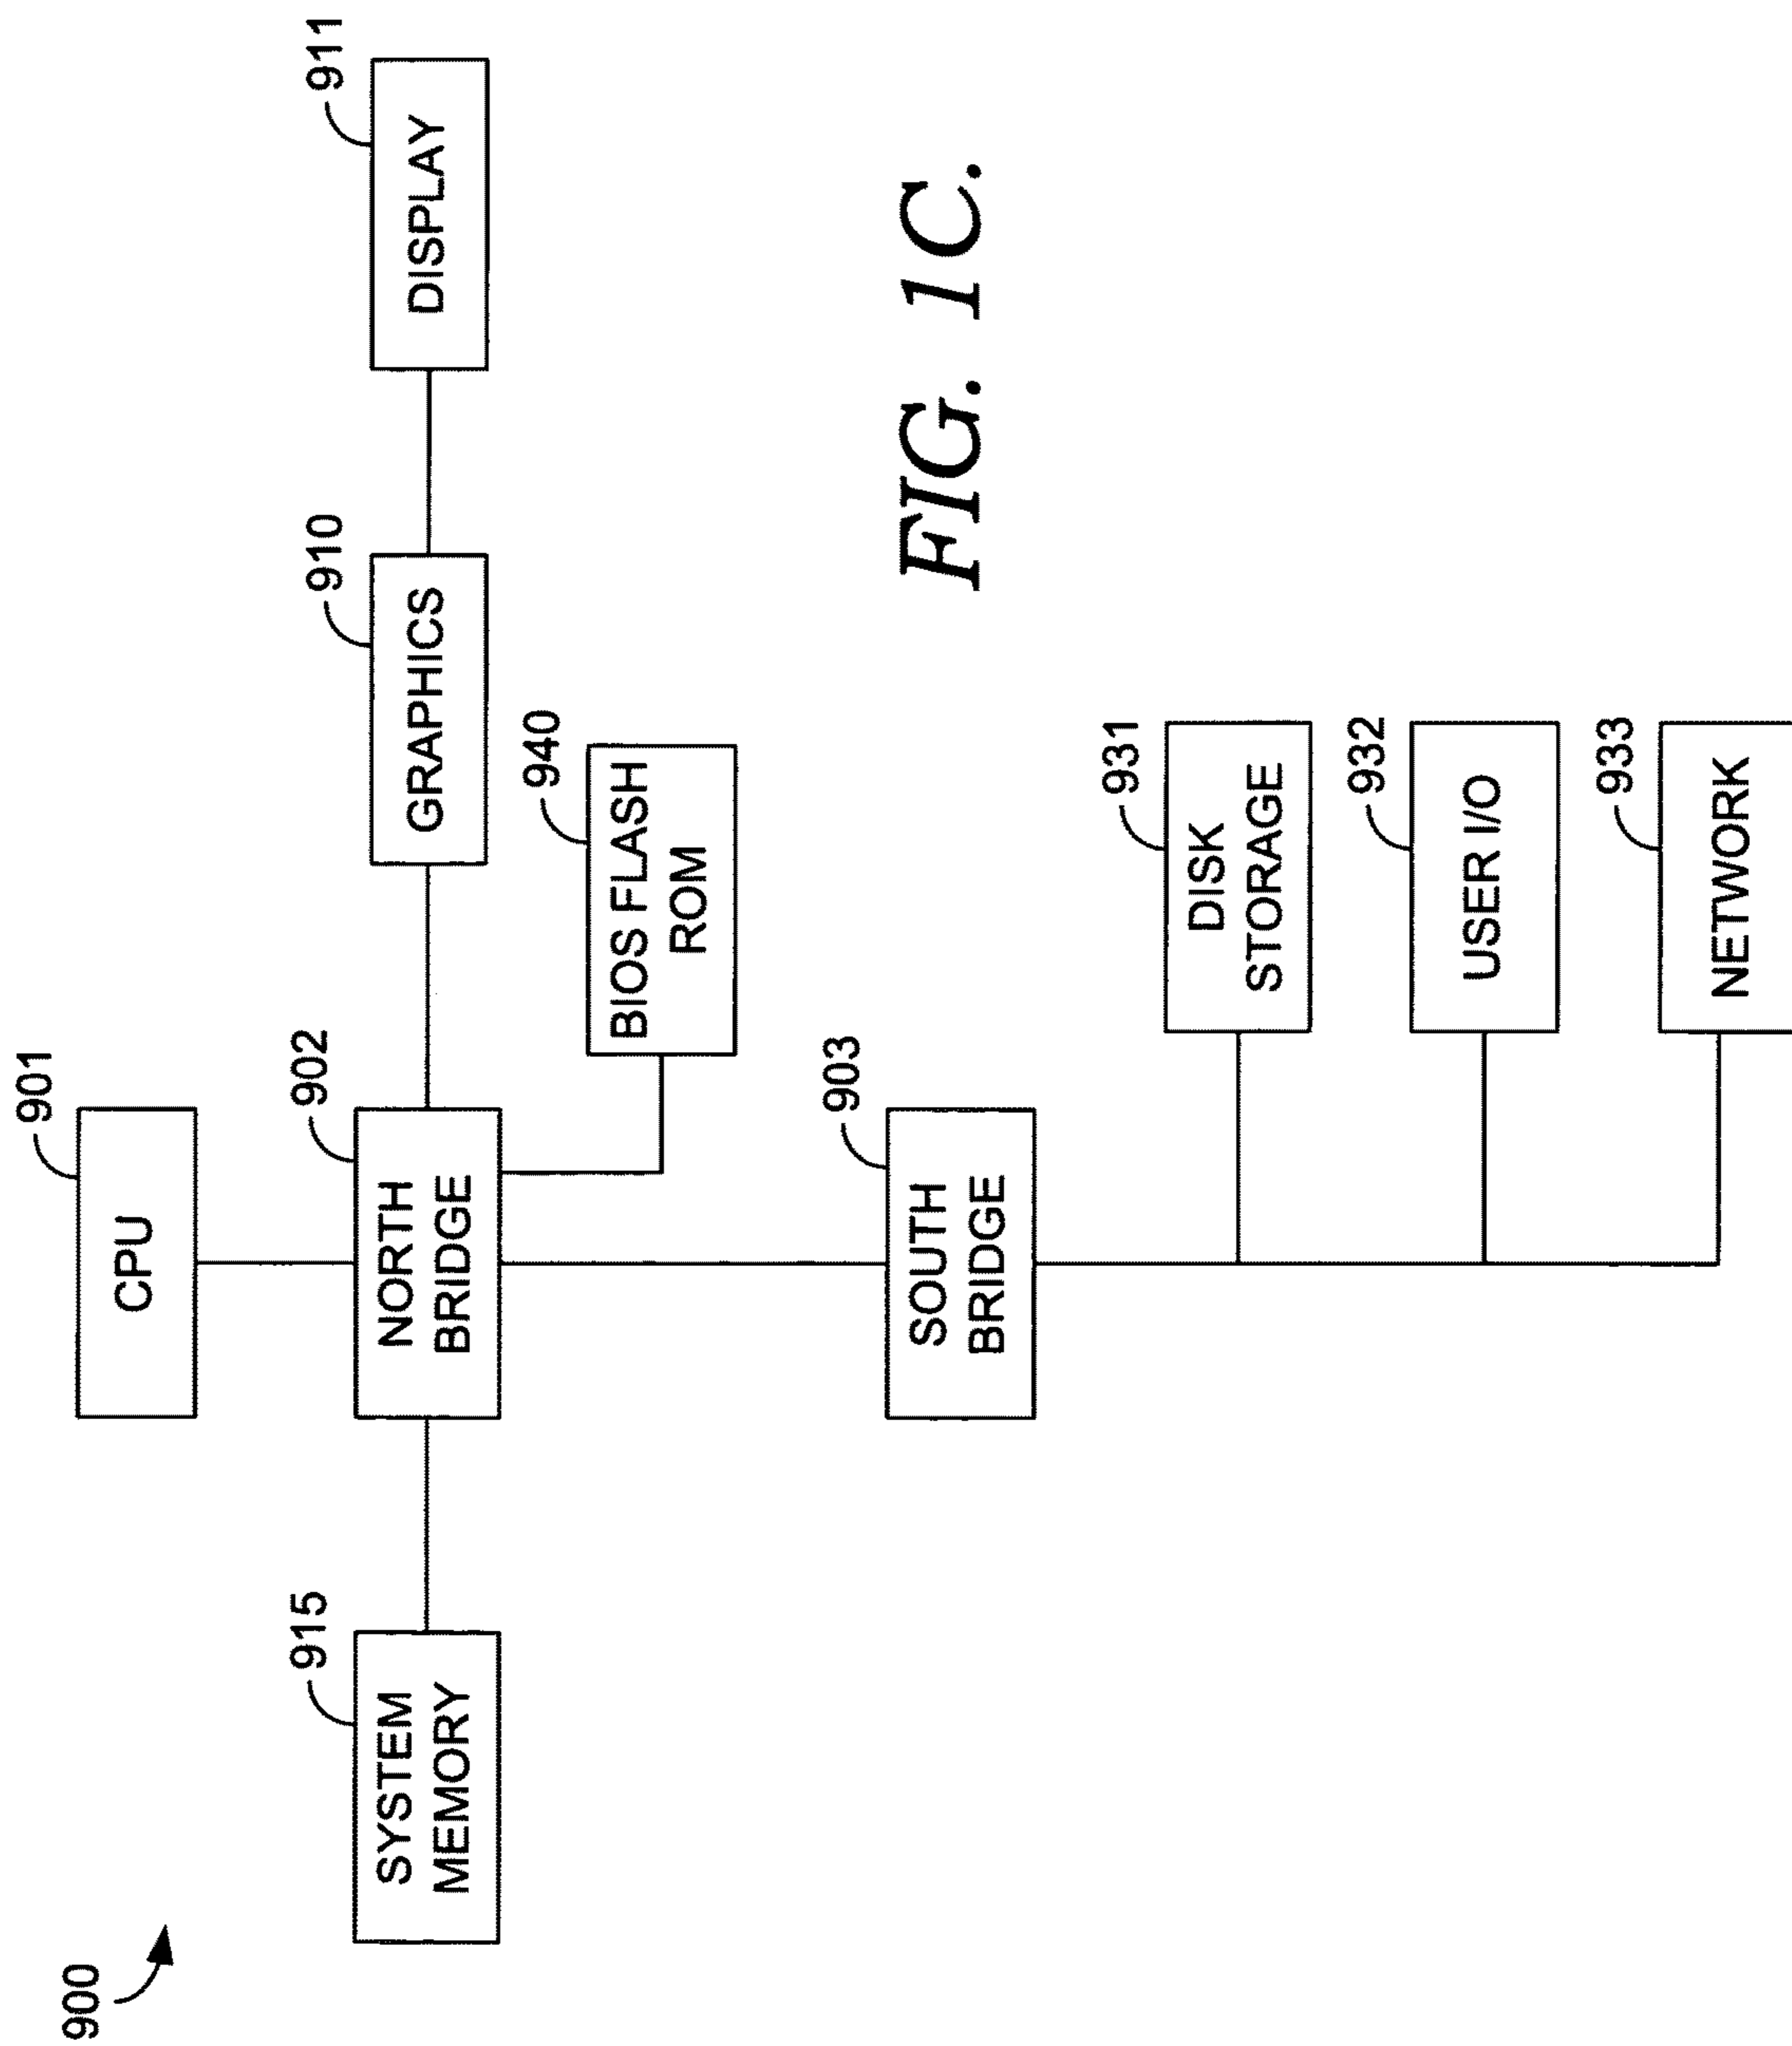 900
901
CPU
915
SYSTEM
MEMORY
902
NORTH
BRIDGE
910
GRAPHICS
911
DISPLAY
940
BIOS FLASH
ROM
903
SOUTH
BRIDGE
931
DISK
STORAGE
932
USER I/O
933
NETWORK
FIG. 1C.